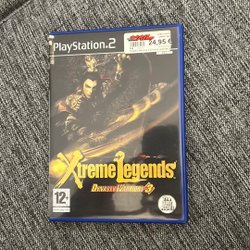 PlayStation 2
24,95 €
Xtreme Legends
DYNASTY WARRIORS 3
12+